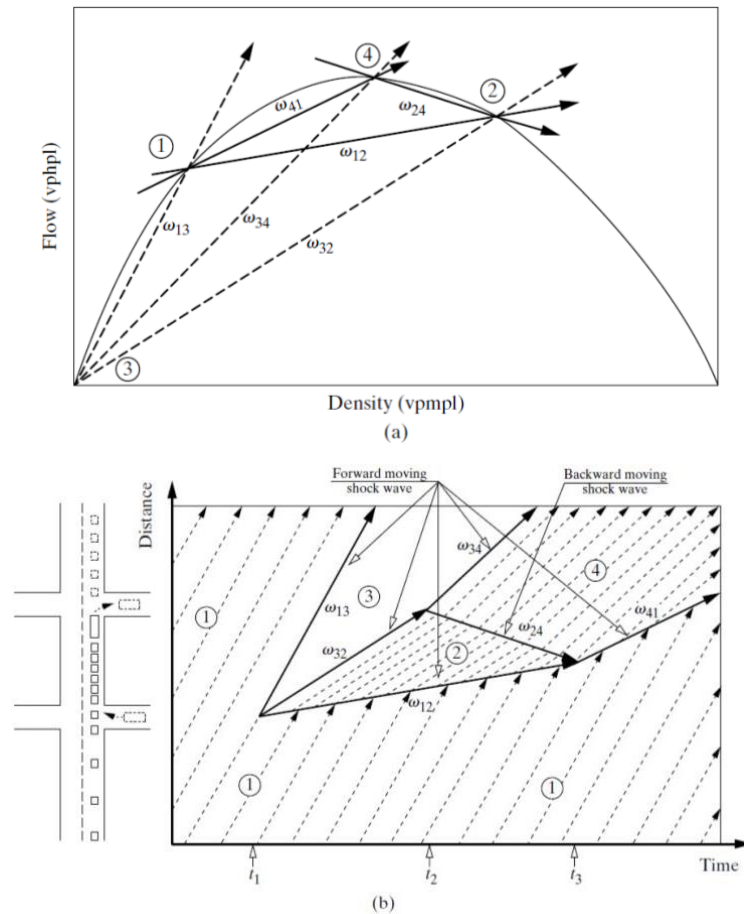 ④
②
①
ω41
ω24
ω12
ω13
ω34
ω32
③
Flow (vphpl)
Density (vpmpl)
(a)
Forward moving
shock wave
Backward moving
shock wave
Distance
ω34
④
①
ω13
③
ω41
ω32
ω24
②
ω12
①
①
Time
t1
t2
t3
(b)